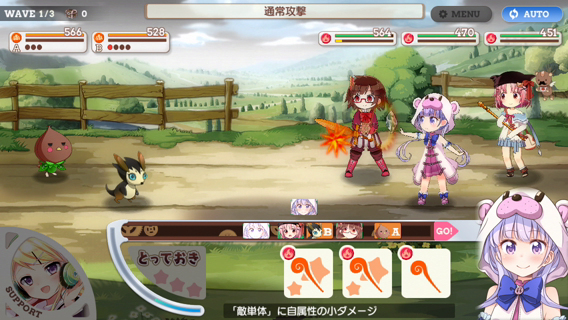 WAVE 1/3
0
通常攻撃
MENU
AUTO
566
A
528
B
564
470
451
B
A
GO!
とっておき
SUPPORT
「敵単体」に自属性の小ダメージ